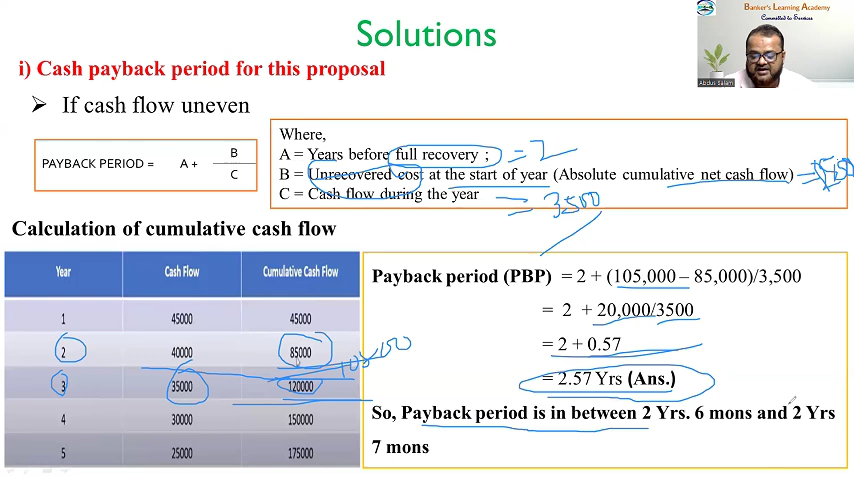 Banker's Learning Academy
Committed to Services
Abdus Salam
Solutions
i) Cash payback period for this proposal
➤ If cash flow uneven
PAYBACK PERIOD = A + B
C
Where,
A = Years before full recovery ; = 2
B = Unrecovered cost at the start of year (Absolute cumulative net cash flow)
C = Cash flow during the year = 3500
Calculation of cumulative cash flow
Year Cash Flow Cumulative Cash Flow
1 45000 45000
2 40000 85000
3 35000 120000
4 30000 150000
5 25000 175000
Payback period (PBP) = 2 + (105,000 – 85,000)/3,500
= 2 + 20,000/3500
= 2 + 0.57
= 2.57 Yrs (Ans.)
So, Payback period is in between 2 Yrs. 6 mons and 2 Yrs
7 mons